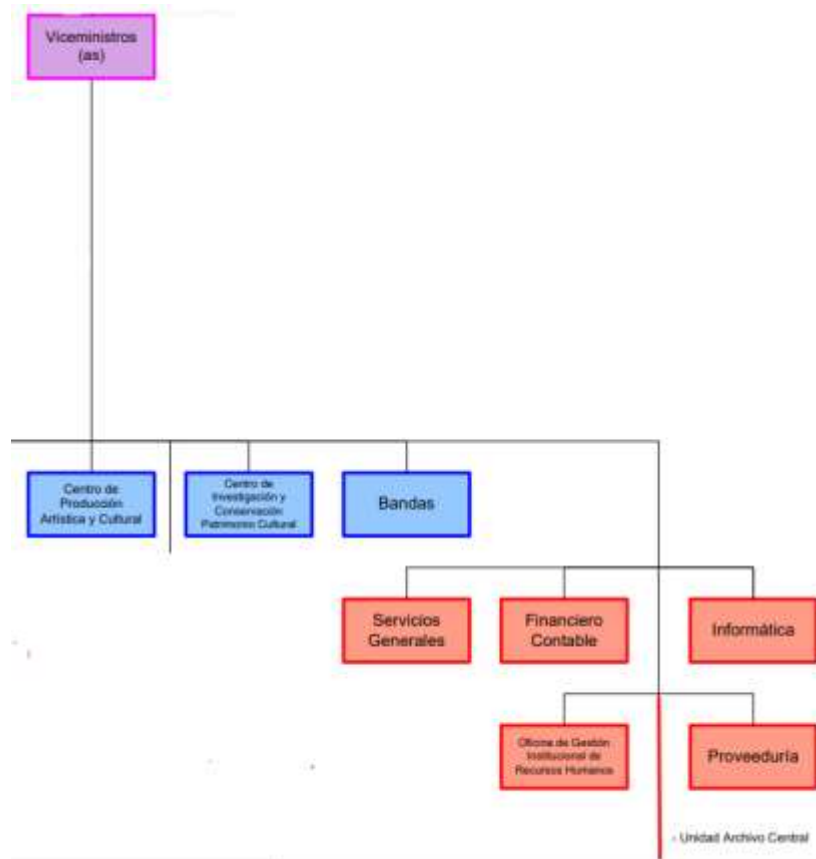 Viceministros
(as)
Centro de
Producción
Artística y Cultural
Centro de
Investigación y
Conservación
Patrimonio Cultural
Bandas
Servicios
Generales
Financiero
Contable
Informática
Oficina de Gestión
Institucional de
Recursos Humanos
Proveeduría
- Unidad Archivo Central